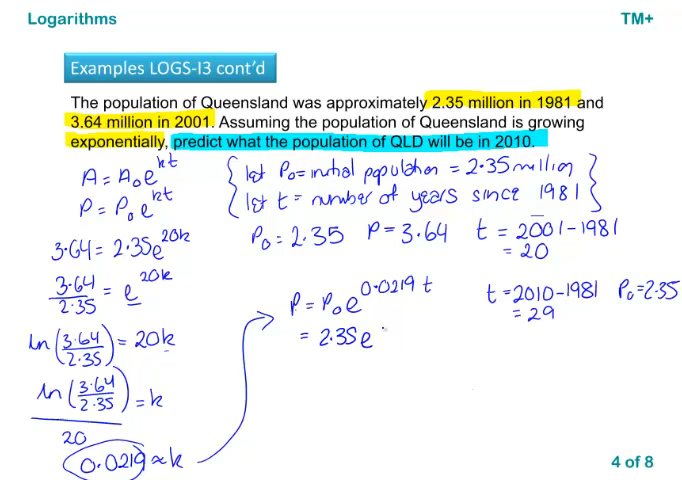 Logarithms
TM+
Examples LOGS-I3 cont'd
The population of Queensland was approximately 2.35 million in 1981 and
3.64 million in 2001. Assuming the population of Queensland is growing
exponentially, predict what the population of QLD will be in 2010.
A = A₀e^{kt}
P = P₀e^{kt}
3.64 = 2.35e^{20k}
3.64/2.35 = e^{20k}
ln(3.64/2.35) = 20k
ln(3.64/2.35)/20 = k
0.0219 ≈ k
{let P₀ = initial population = 2.35 million
let t = number of years since 1981}
P₀ = 2.35 P = 3.64 t = 2001 - 1981
= 20
P = P₀e^{0.0219 t} t = 2010 - 1981 P₀ = 2.35
= 2.35e = 29
4 of 8